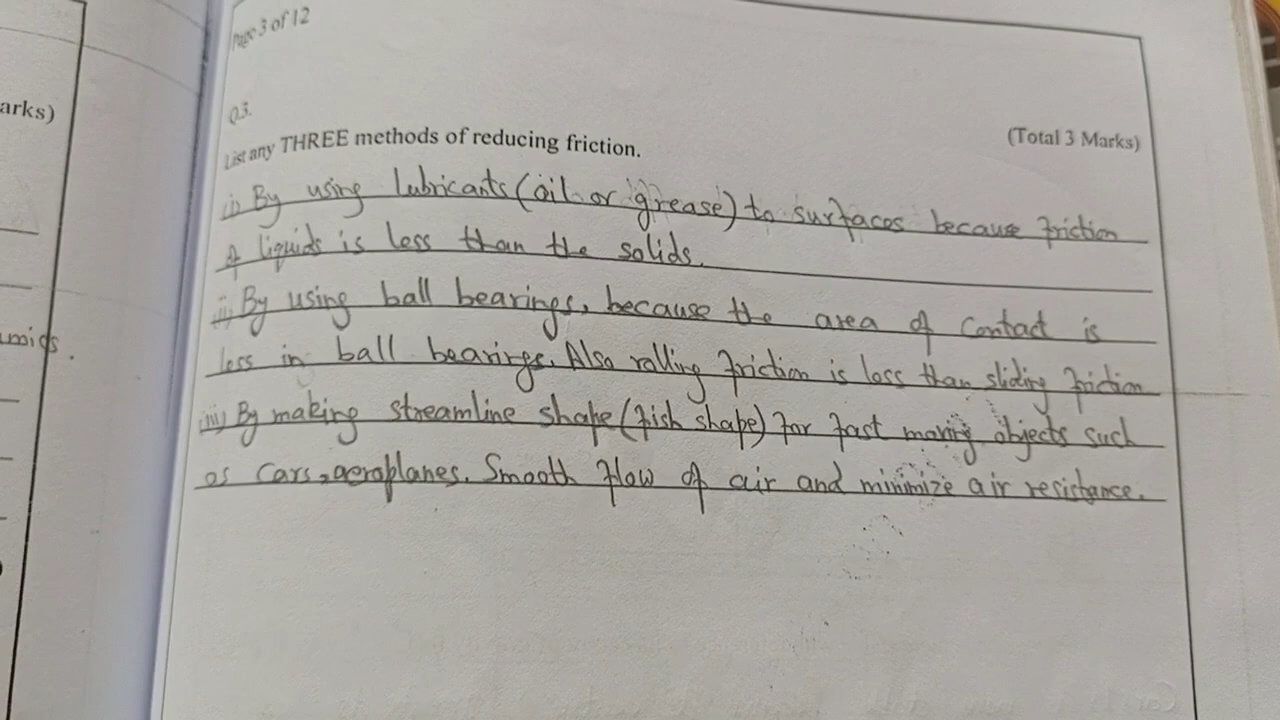 Page 3 of 12
arks)
Q3.
List any THREE methods of reducing friction.
(Total 3 Marks)
i) By using lubricants (oil or grease) to surfaces because friction
of liquids is less than the solids.
ii) By using ball bearings, because the area of contact is
less in ball bearings. Also rolling friction is less than sliding friction
iii) By making streamline shape (fish shape) for fast moving objects such
as cars, aeroplanes. Smooth flow of air and minimize air resistance.